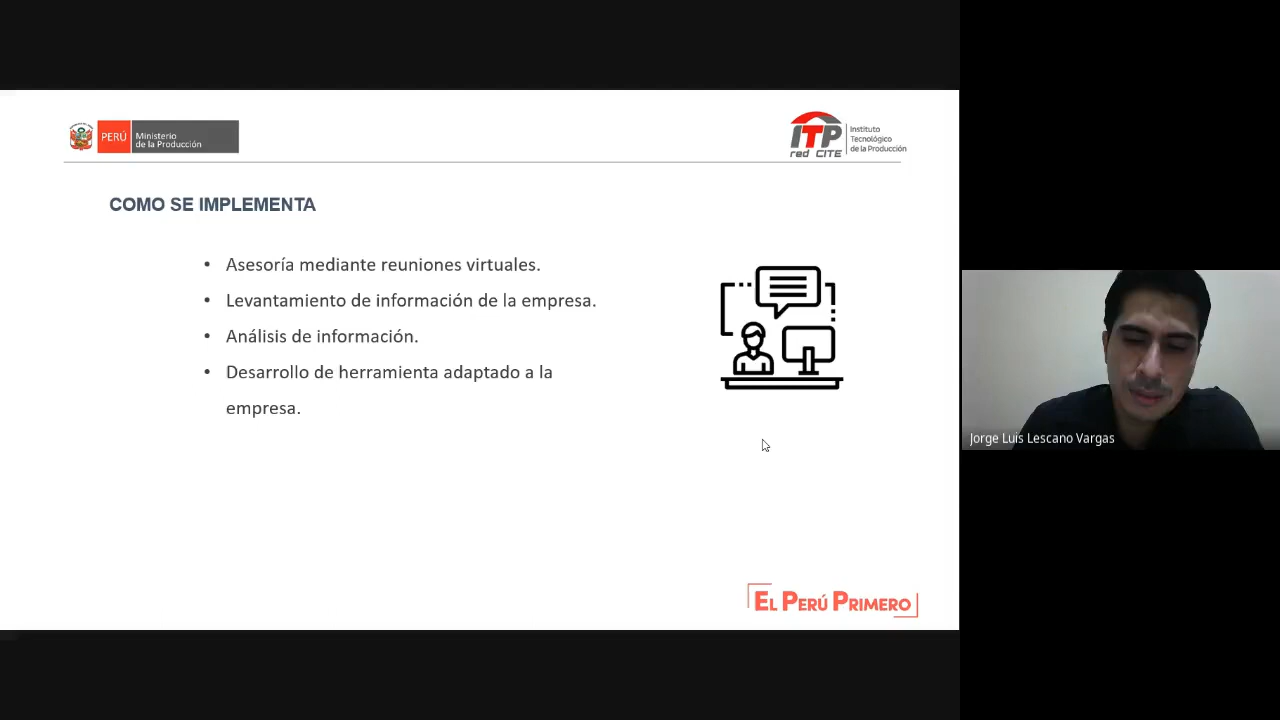 PERÚ
Ministerio
de la Producción
ITP
red CITE
Instituto
Tecnológico
de la Producción
COMO SE IMPLEMENTA
• Asesoría mediante reuniones virtuales.
• Levantamiento de información de la empresa.
• Análisis de información.
• Desarrollo de herramienta adaptado a la
empresa.
Jorge Luis Lescano Vargas
EL PERÚ PRIMERO